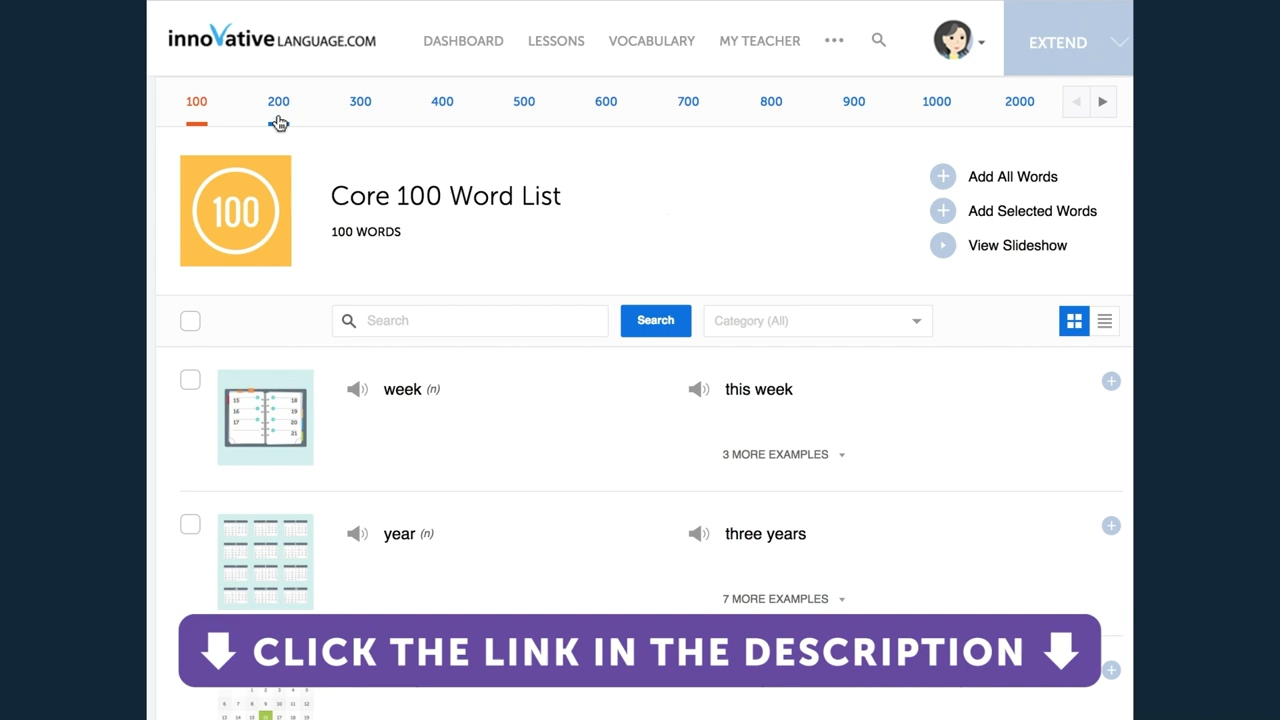 innoVative LANGUAGE.COM
DASHBOARD LESSONS VOCABULARY MY TEACHER ••• EXTEND
100 200 300 400 500 600 700 800 900 1000 2000
100
Core 100 Word List
100 WORDS
Add All Words
Add Selected Words
View Slideshow
Search Search Category (All)
week (n) this week
3 MORE EXAMPLES
year (n) three years
7 MORE EXAMPLES
CLICK THE LINK IN THE DESCRIPTION